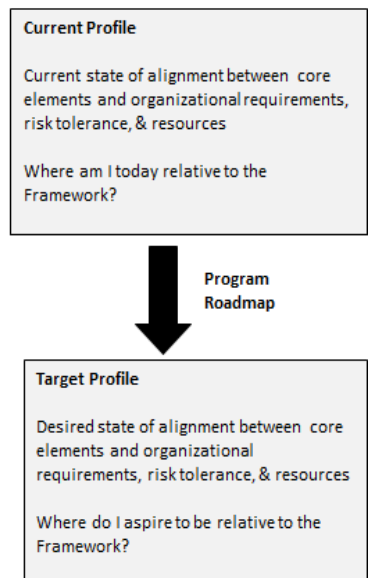 Current Profile
Current state of alignment between core
elements and organizational requirements,
risk tolerance, & resources
Where am I today relative to the
Framework?
Program
Roadmap
Target Profile
Desired state of alignment between core
elements and organizational
requirements, risk tolerance, & resources
Where do I aspire to be relative to the
Framework?